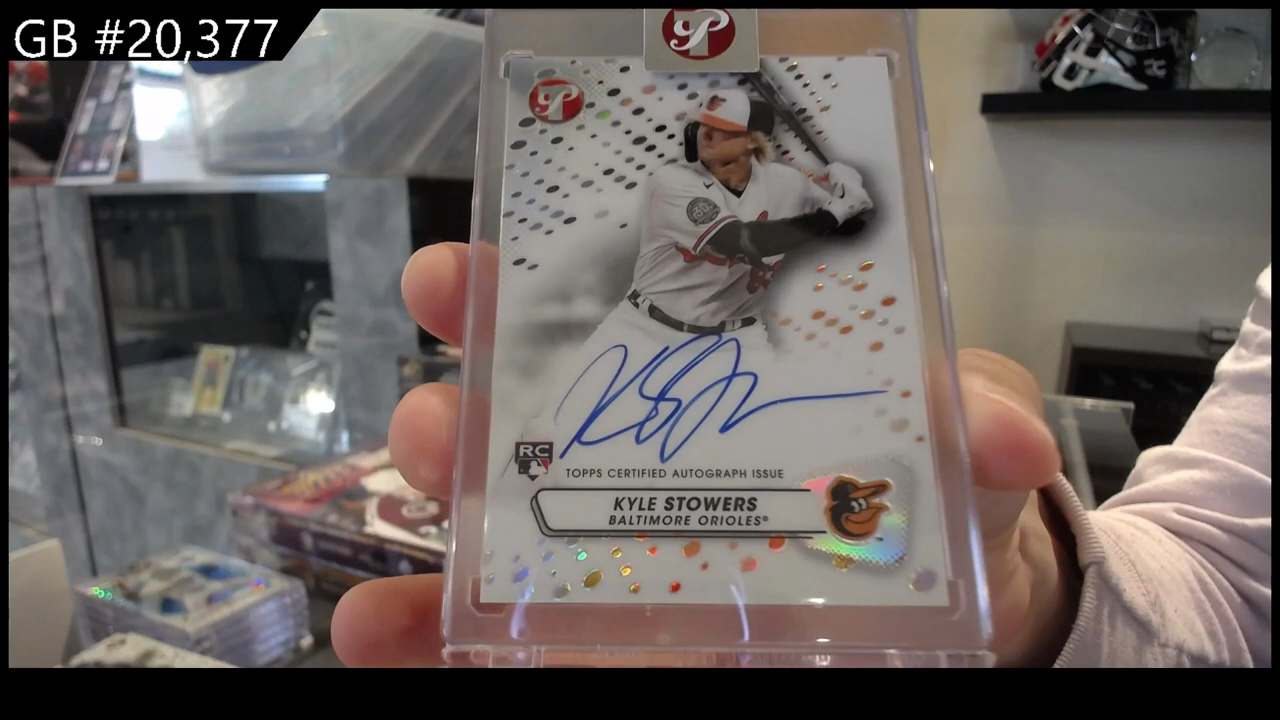 GB #20,377
RC
TOPPS CERTIFIED AUTOGRAPH ISSUE
KYLE STOWERS
BALTIMORE ORIOLES®